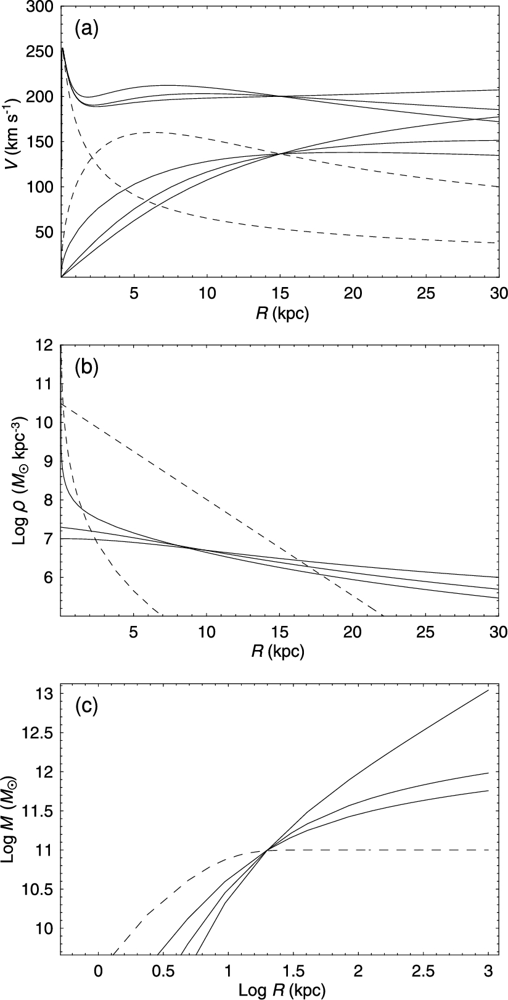 (a)
300
250
200
150
100
50
V (km s⁻¹)
5 10 15 20 25 30
R (kpc)
(b)
12
11
10
9
8
7
6
Log ρ (M☉ kpc⁻³)
5 10 15 20 25 30
R (kpc)
(c)
13
12.5
12
11.5
11
10.5
10
Log M (M☉)
0 0.5 1 1.5 2 2.5 3
Log R (kpc)